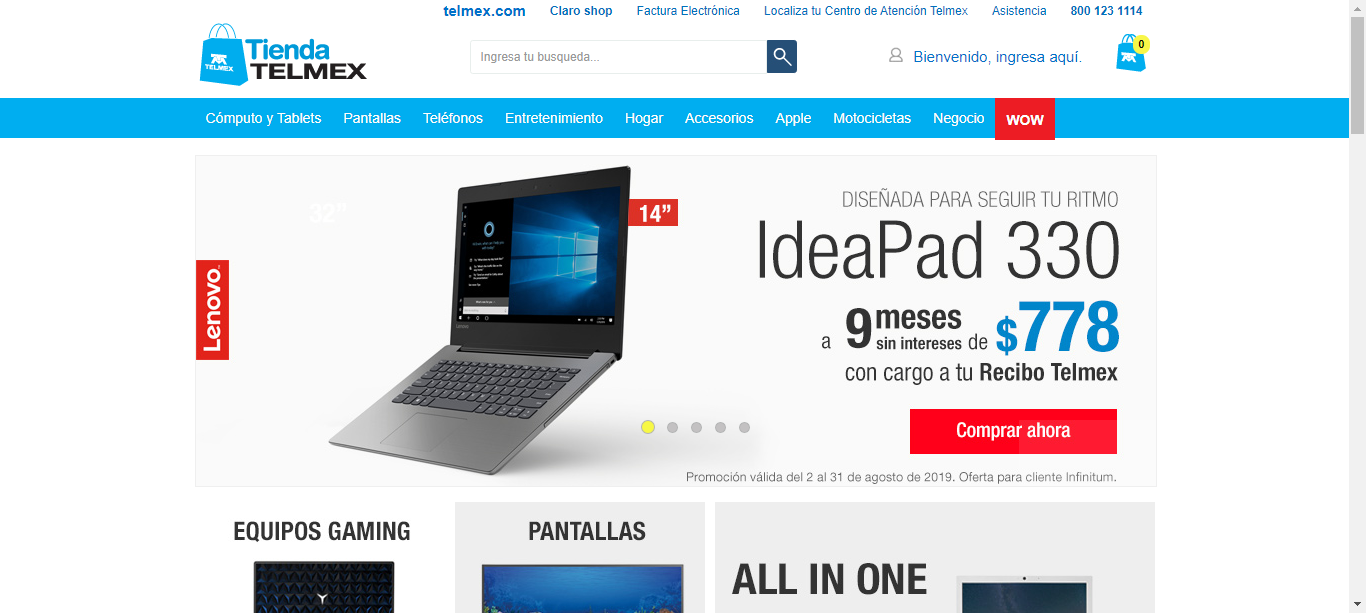 telmex.com Claro shop Factura Electrónica Localiza tu Centro de Atención Telmex Asistencia 800 123 1114
Tienda
TELMEX
TELMEX
Ingresa tu busqueda...
Bienvenido, ingresa aquí.
0
Cómputo y Tablets Pantallas Teléfonos Entretenimiento Hogar Accesorios Apple Motocicletas Negocio WOW
32”
14”
Lenovo
DISEÑADA PARA SEGUIR TU RITMO
IdeaPad 330
a 9 meses sin intereses de $778
con cargo a tu Recibo Telmex
Comprar ahora
Promoción válida del 2 al 31 de agosto de 2019. Oferta para cliente Infinitum.
EQUIPOS GAMING
PANTALLAS
ALL IN ONE